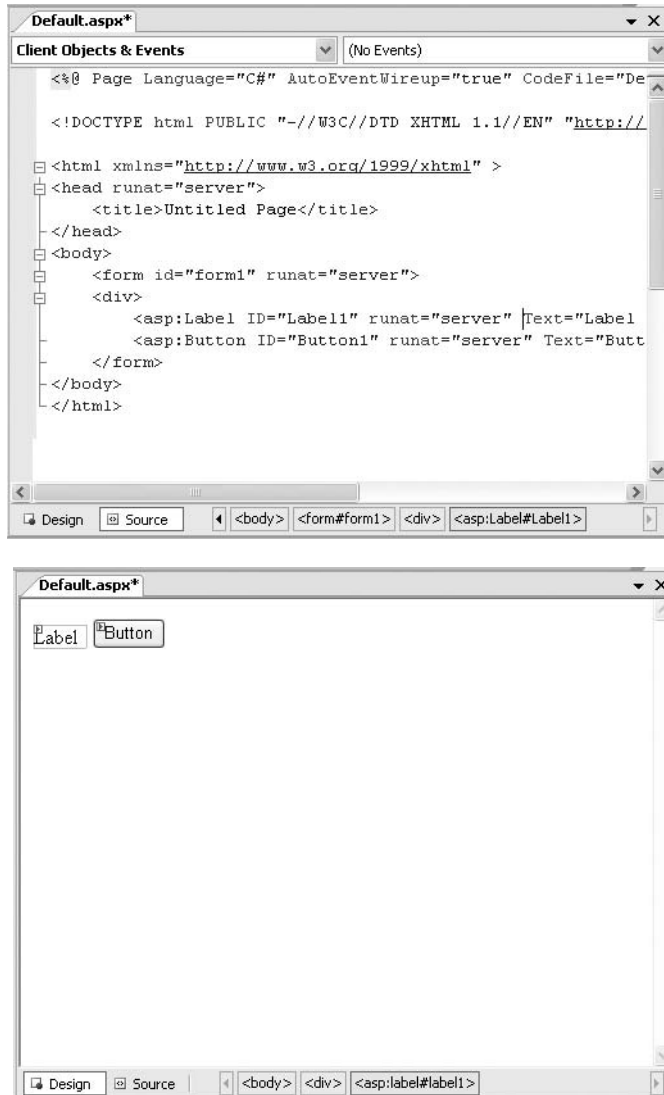 Default.aspx*
Client Objects & Events (No Events)
<%@ Page Language="C#" AutoEventWireup="true" CodeFile="De
<!DOCTYPE html PUBLIC "-//W3C//DTD XHTML 1.1//EN" "http://
<html xmlns="http://www.w3.org/1999/xhtml" >
<head runat="server">
<title>Untitled Page</title>
</head>
<body>
<form id="form1" runat="server">
<div>
<asp:Label ID="Label1" runat="server" Text="Label
<asp:Button ID="Button1" runat="server" Text="Butt
</form>
</body>
</html>
Design Source <body> <form#form1> <div> <asp:Label#Label1>
Default.aspx*
Label Button
Design Source <body> <div> <asp:label#label1>